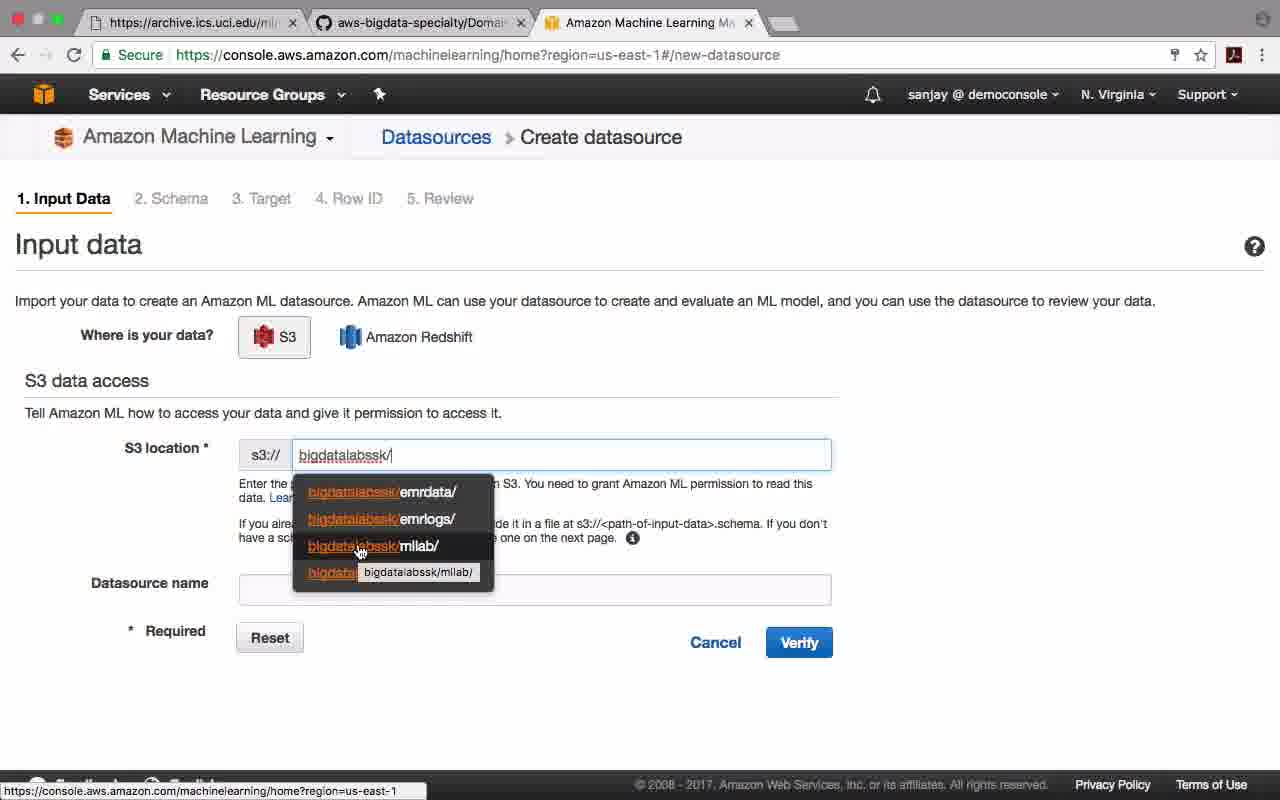 https://archive.ics.uci.edu/ml/ aws-bigdata-specialty/Domain Amazon Machine Learning Ma
Secure https://console.aws.amazon.com/machinelearning/home?region=us-east-1#/new-datasource
Services Resource Groups sanjay @ democonsole N. Virginia Support
Amazon Machine Learning Datasources > Create datasource
1. Input Data 2. Schema 3. Target 4. Row ID 5. Review
Input data
Import your data to create an Amazon ML datasource. Amazon ML can use your datasource to create and evaluate an ML model, and you can use the datasource to review your data.
Where is your data? S3 Amazon Redshift
S3 data access
Tell Amazon ML how to access your data and give it permission to access it.
S3 location * s3:// bigdatalabssk/
bigdatalabssk/emrdata/
bigdatalabssk/emrlogs/
bigdatalabssk/mllab/
bigdatal
bigdatalabssk/mllab/
Enter the n S3. You need to grant Amazon ML permission to read this
data. Lear
If you alrea de it in a file at s3://<path-of-input-data>.schema. If you don't
have a sch one on the next page.
Datasource name
* Required Reset Cancel Verify
© 2008 - 2017, Amazon Web Services, Inc. or its affiliates. All rights reserved. Privacy Policy Terms of Use
https://console.aws.amazon.com/machinelearning/home?region=us-east-1